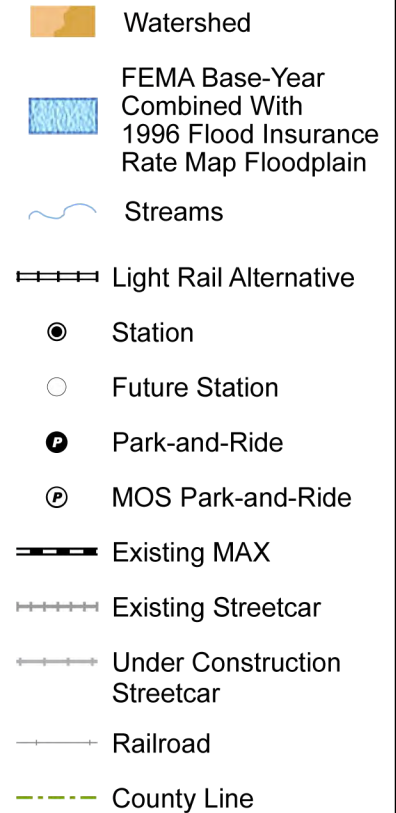 Watershed
FEMA Base-Year
Combined With
1996 Flood Insurance
Rate Map Floodplain
Streams
Light Rail Alternative
Station
Future Station
P Park-and-Ride
P MOS Park-and-Ride
Existing MAX
Existing Streetcar
Under Construction
Streetcar
Railroad
County Line